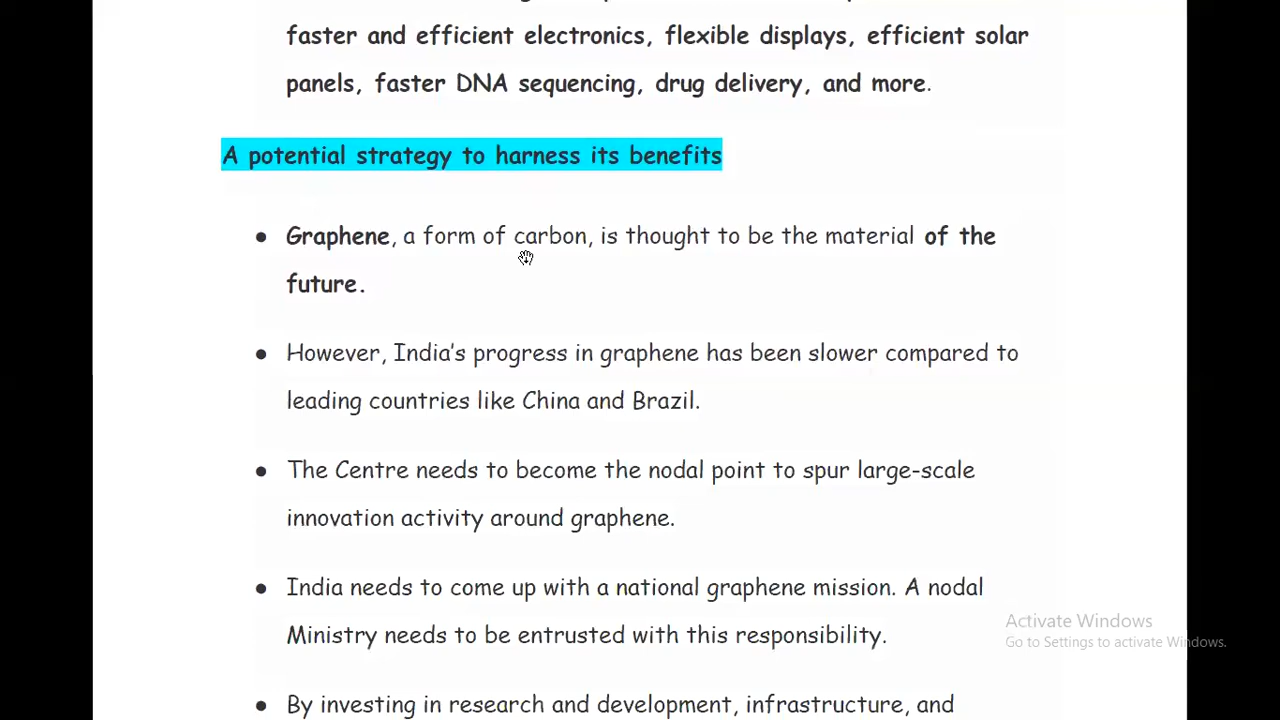 faster and efficient electronics, flexible displays, efficient solar
panels, faster DNA sequencing, drug delivery, and more.
A potential strategy to harness its benefits
● Graphene, a form of carbon, is thought to be the material of the
future.
● However, India's progress in graphene has been slower compared to
leading countries like China and Brazil.
● The Centre needs to become the nodal point to spur large-scale
innovation activity around graphene.
● India needs to come up with a national graphene mission. A nodal
Ministry needs to be entrusted with this responsibility.
Activate Windows
Go to Settings to activate Windows.
● By investing in research and development, infrastructure, and